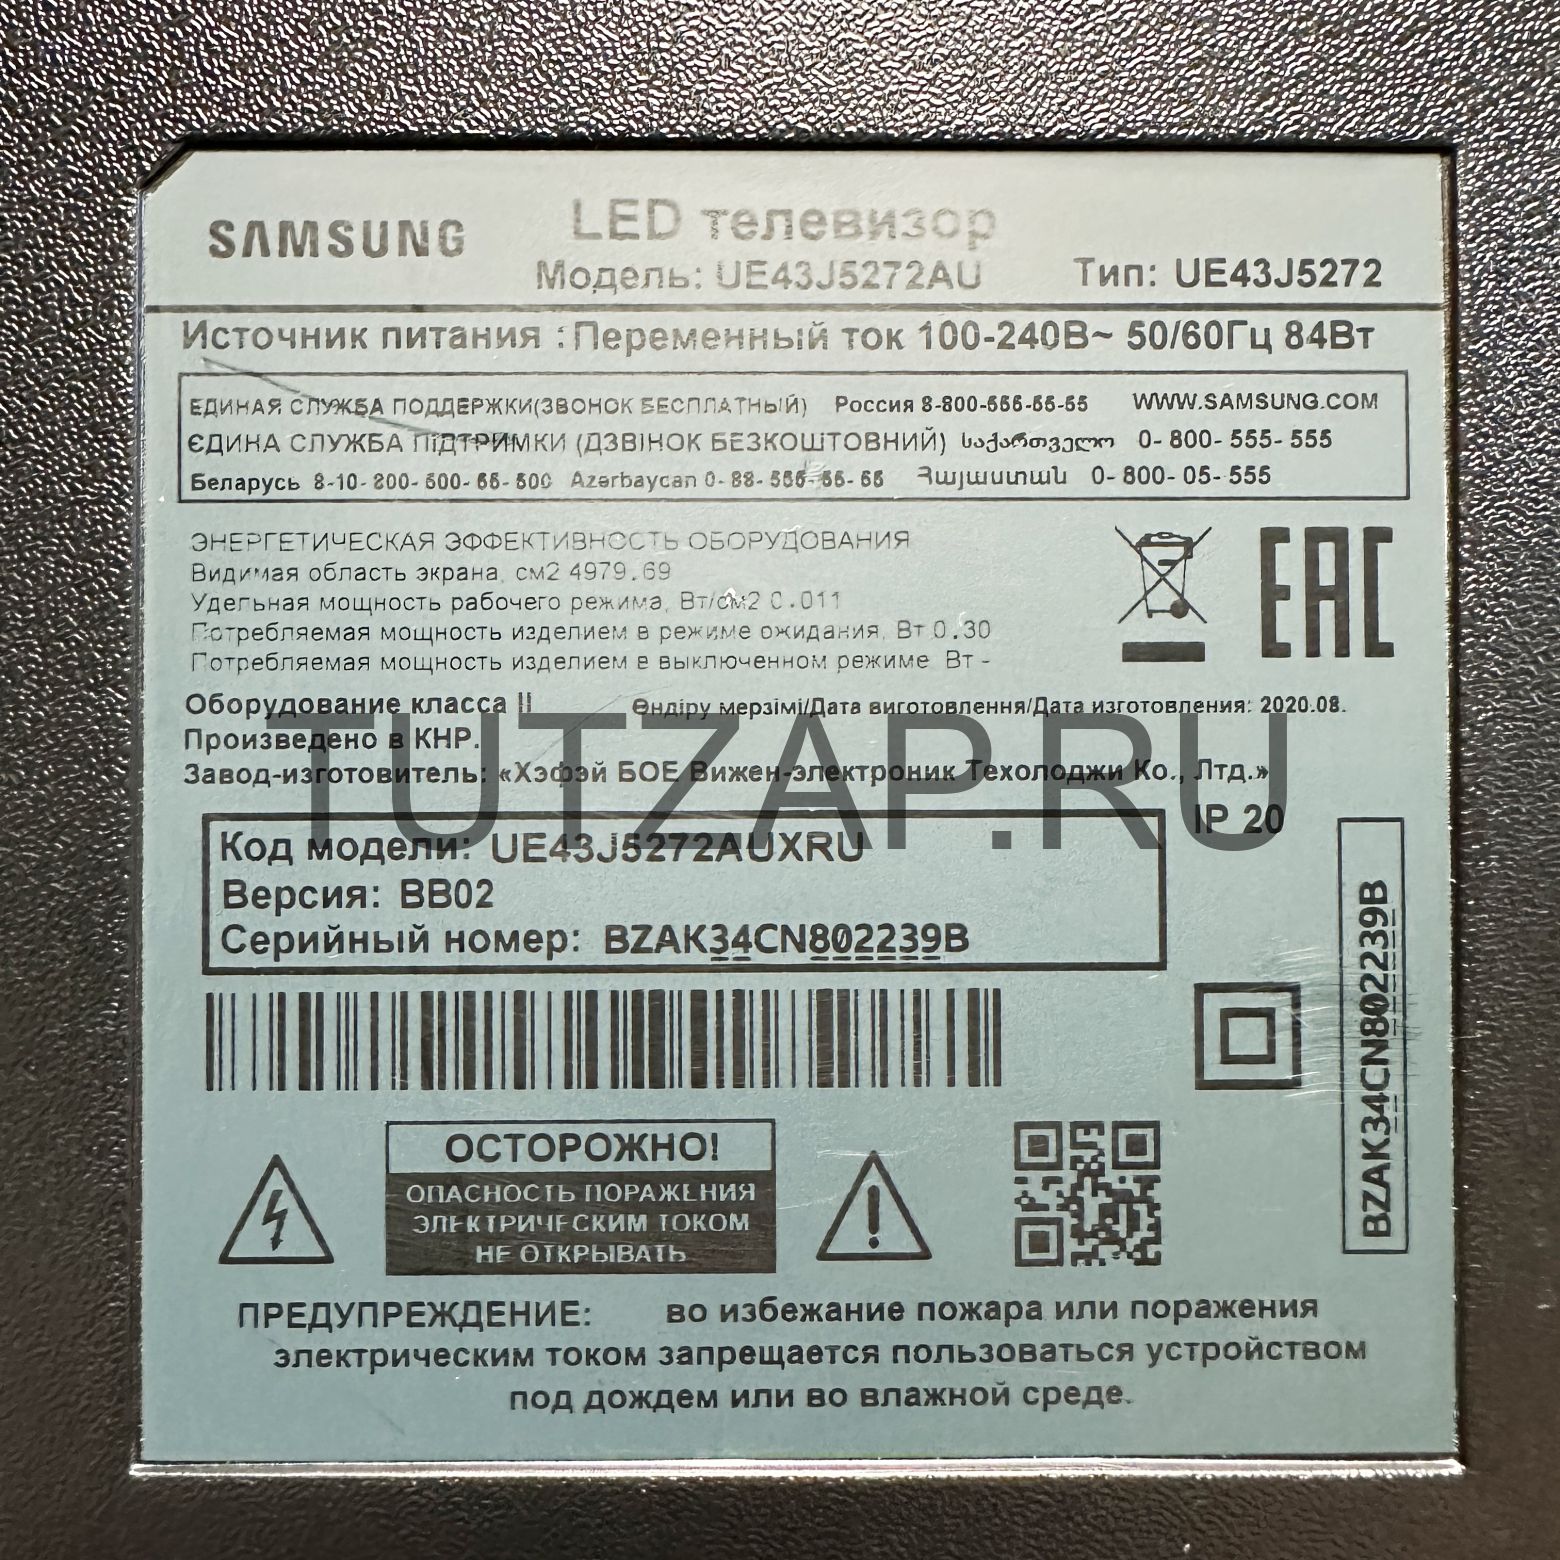 SAMSUNG
LED телевизор
Модель: UE43J5272AU Тип: UE43J5272
Источник питания :Переменный ток 100-240В~ 50/60Гц 84Вт
ЕДИНАЯ СЛУЖБА ПОДДЕРЖКИ(ЗВОНОК БЕСПЛАТНЫЙ) Россия 8-800-555-55-55 WWW.SAMSUNG.COM
ЄДИНА СЛУЖБА ПІДТРИМКИ (ДЗВІНОК БЕЗКОШТОВНИЙ) საქართველო 0-800-555-555
Беларусь 8-10-800-500-55-500 Azərbaycan 0-88-555-55-55 Հայաստան 0-800-05-555
ЭНЕРГЕТИЧЕСКАЯ ЭФФЕКТИВНОСТЬ ОБОРУДОВАНИЯ
Видимая область экрана, см2 4979.69
Удельная мощность рабочего режима, Вт/см2 0.011
Потребляемая мощность изделием в режиме ожидания, Вт 0.30
Потребляемая мощность изделием в выключенном режиме, Вт -
EAC
Оборудование класса II Өндіру мерзімі/Дата виготовлення/Дата изготовления: 2020.08.
Произведено в КНР.
Завод-изготовитель: «Хэфэй БОЕ Вижен-электроник Техолоджи Ко., Лтд.»
TUTZAP.RU
IP 20
Код модели: UE43J5272AUXRU
Версия: BB02
Серийный номер: BZAK34CN802239B
BZAK34CN802239B
ОСТОРОЖНО!
ОПАСНОСТЬ ПОРАЖЕНИЯ
ЭЛЕКТРИЧЕСКИМ ТОКОМ
НЕ ОТКРЫВАТЬ
ПРЕДУПРЕЖДЕНИЕ: во избежание пожара или поражения
электрическим током запрещается пользоваться устройством
под дождем или во влажной среде.